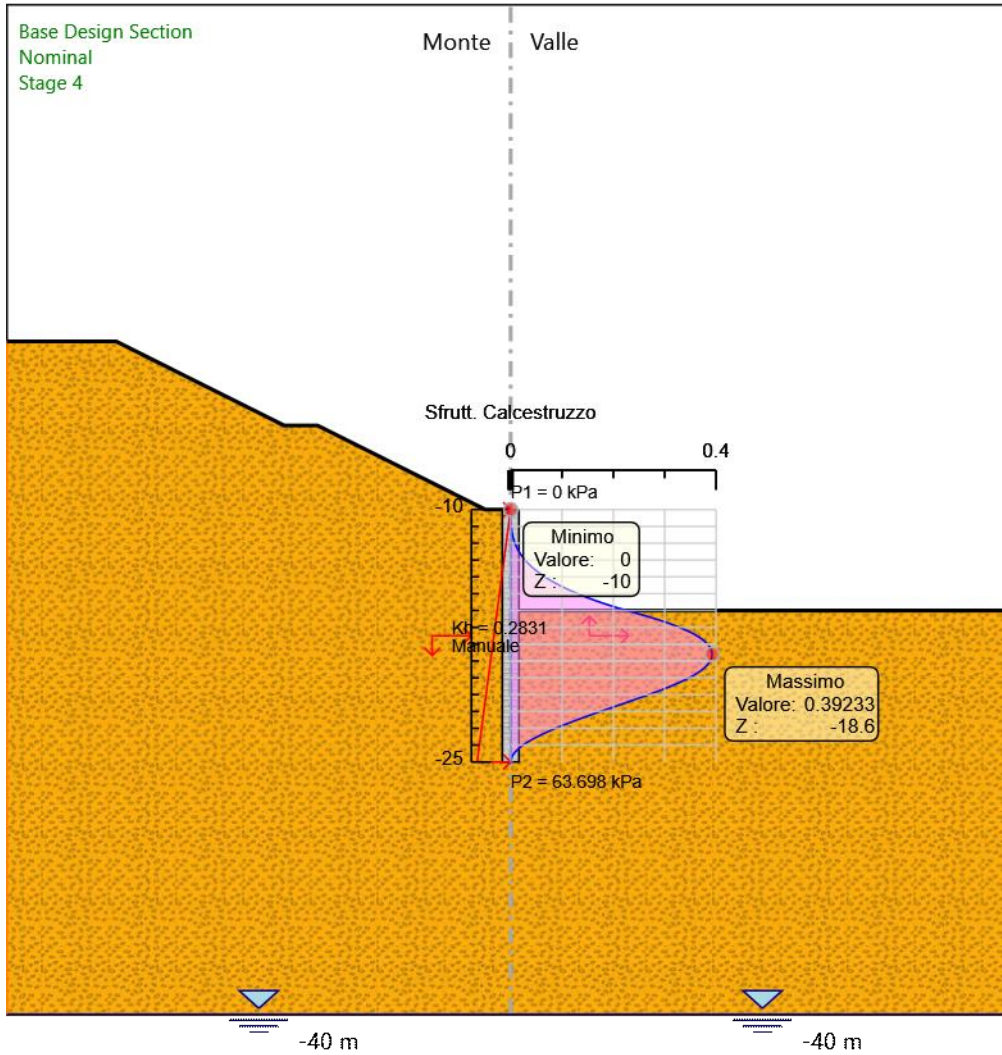 Base Design Section
Nominal
Stage 4
Monte
Valle
Sfrutt. Calcestruzzo
0
0.4
P1 = 0 kPa
-10
Minimo
Valore: 0
Z : -10
Kh = 0.2831
Manuale
Massimo
Valore: 0.39233
Z : -18.6
-25
P2 = 63.698 kPa
-40 m
-40 m